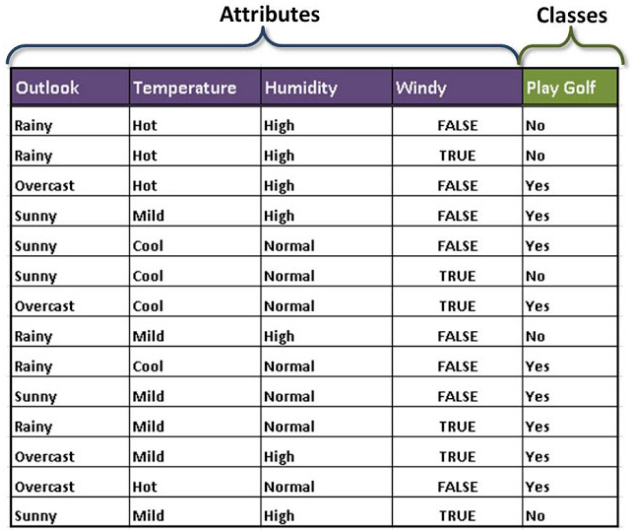 Attributes Classes
Outlook Temperature Humidity Windy Play Golf
Rainy Hot High FALSE No
Rainy Hot High TRUE No
Overcast Hot High FALSE Yes
Sunny Mild High FALSE Yes
Sunny Cool Normal FALSE Yes
Sunny Cool Normal TRUE No
Overcast Cool Normal TRUE Yes
Rainy Mild High FALSE No
Rainy Cool Normal FALSE Yes
Sunny Mild Normal FALSE Yes
Rainy Mild Normal TRUE Yes
Overcast Mild High TRUE Yes
Overcast Hot Normal FALSE Yes
Sunny Mild High TRUE No